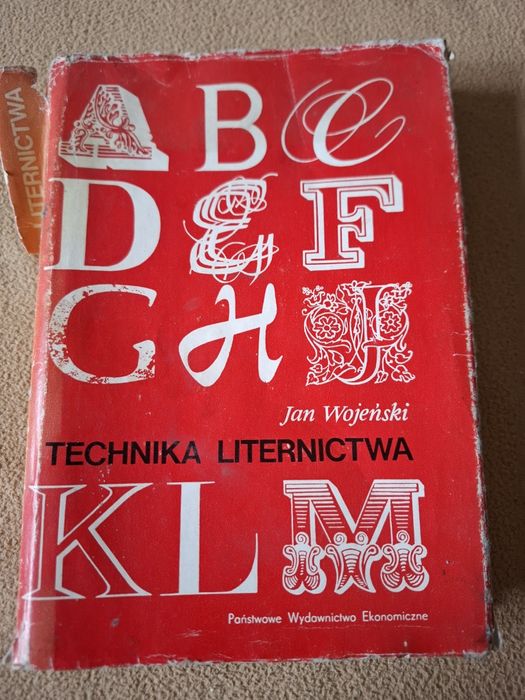 LITERNICTWA
A B C
D E F
G H J
Jan Wojeński
TECHNIKA LITERNICTWA
K L M
Państwowe Wydawnictwo Ekonomiczne